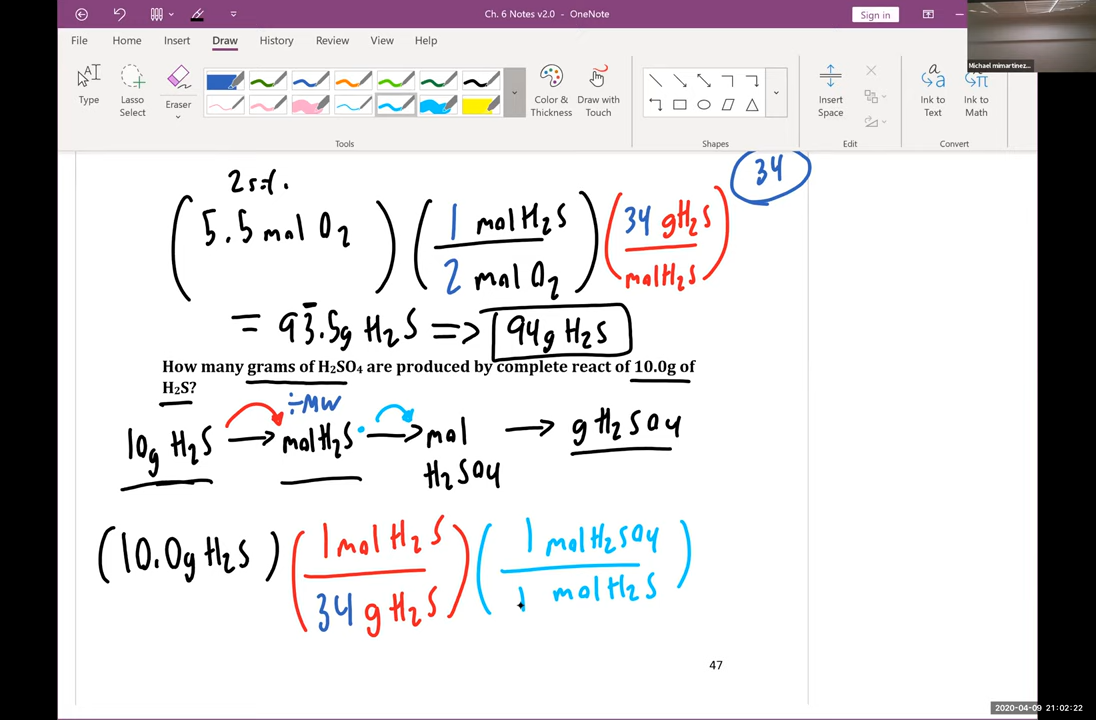 Ch. 6 Notes v2.0 - OneNote
Sign in
File Home Insert Draw History Review View Help
Michael mimartinez...
Type
Lasso Select
Eraser
Color & Thickness
Draw with Touch
Insert Space
Ink to Text
Ink to Math
Tools
Shapes
Edit
Convert
34
(5.5 mol O₂) (1 mol H₂S / 2 mol O₂) (34 g H₂S / mol H₂S)
= 93.5g H₂S => 94g H₂S
How many grams of H₂SO₄ are produced by complete react of 10.0g of
H₂S?
÷MW
10g H₂S → mol H₂S → mol H₂SO4 → g H₂SO4
(10.0g H₂S) (1 mol H₂S / 34 g H₂S) (1 mol H₂SO4 / 1 mol H₂S)
47
2020-04-09 21:02:22